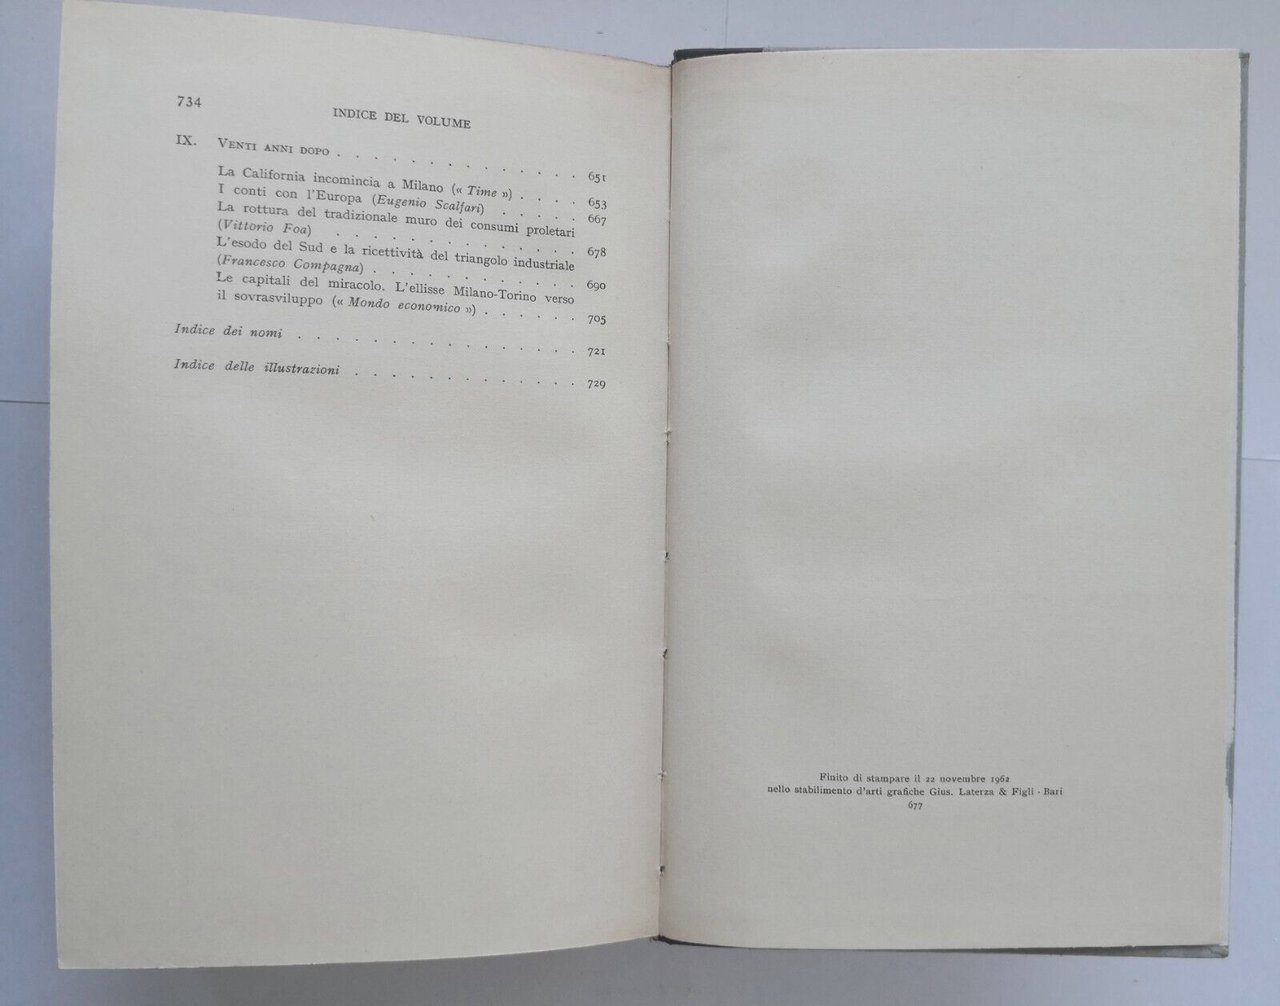 734
INDICE DEL VOLUME
IX. VENTI ANNI DOPO . . . . . . . . . . . . . 651
La California incomincia a Milano (« Time ») . . . . 653
I conti con l'Europa (Eugenio Scalfari) . . . . . 667
La rottura del tradizionale muro dei consumi proletari
(Vittorio Foa) . . . . . . . . . . . . . 678
L'esodo del Sud e la ricettività del triangolo industriale
(Francesco Compagna) . . . . . . . . . . . 690
Le capitali del miracolo. L'ellisse Milano-Torino verso
il sovrasviluppo (« Mondo economico ») . . . . . . 705
Indice dei nomi . . . . . . . . . . . . . . . . 721
Indice delle illustrazioni . . . . . . . . . . . . . 729
Finito di stampare il 22 novembre 1962
nello stabilimento d'arti grafiche Gius. Laterza & Figli - Bari
677